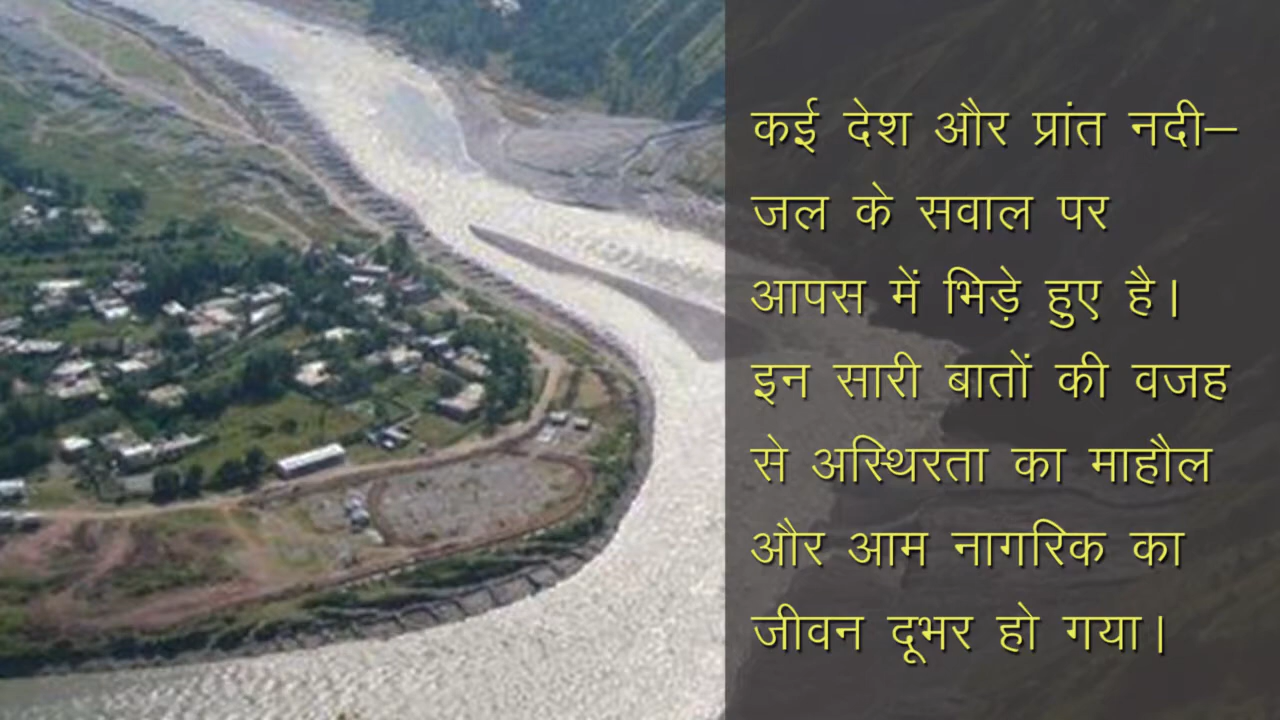 कई देश और प्रांत नदी–
जल के सवाल पर
आपस में भिड़े हुए है।
इन सारी बातों की वजह
से अस्थिरता का माहौल
और आम नागरिक का
जीवन दूभर हो गया।